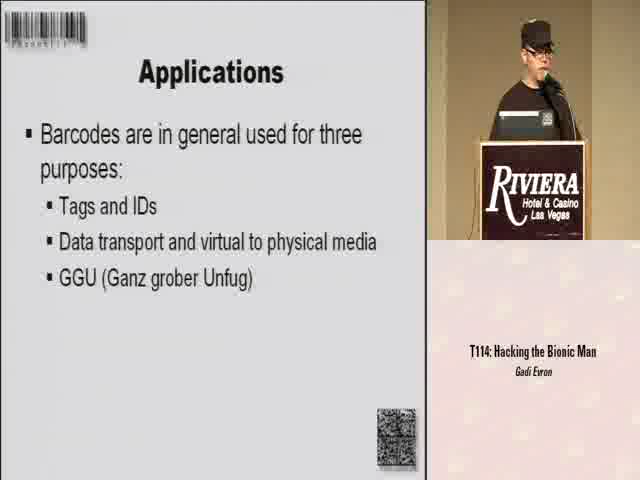 Applications
Barcodes are in general used for three
purposes:
Tags and IDs
Data transport and virtual to physical media
GGU (Ganz grober Unfug)
RIVIERA
Hotel & Casino
Las Vegas
T114: Hacking the Bionic Man
Gadi Evron